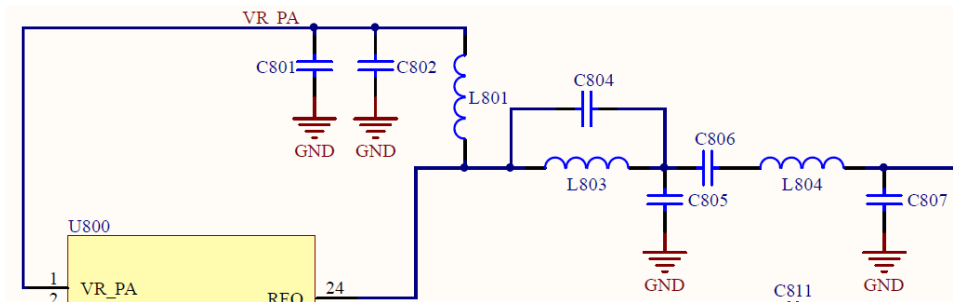 VR_PA
C801
C802
L801
C804
C806
GND
GND
L803
L804
C805
C807
U800
GND
GND
1
VR_PA
24
2
RFO
C811